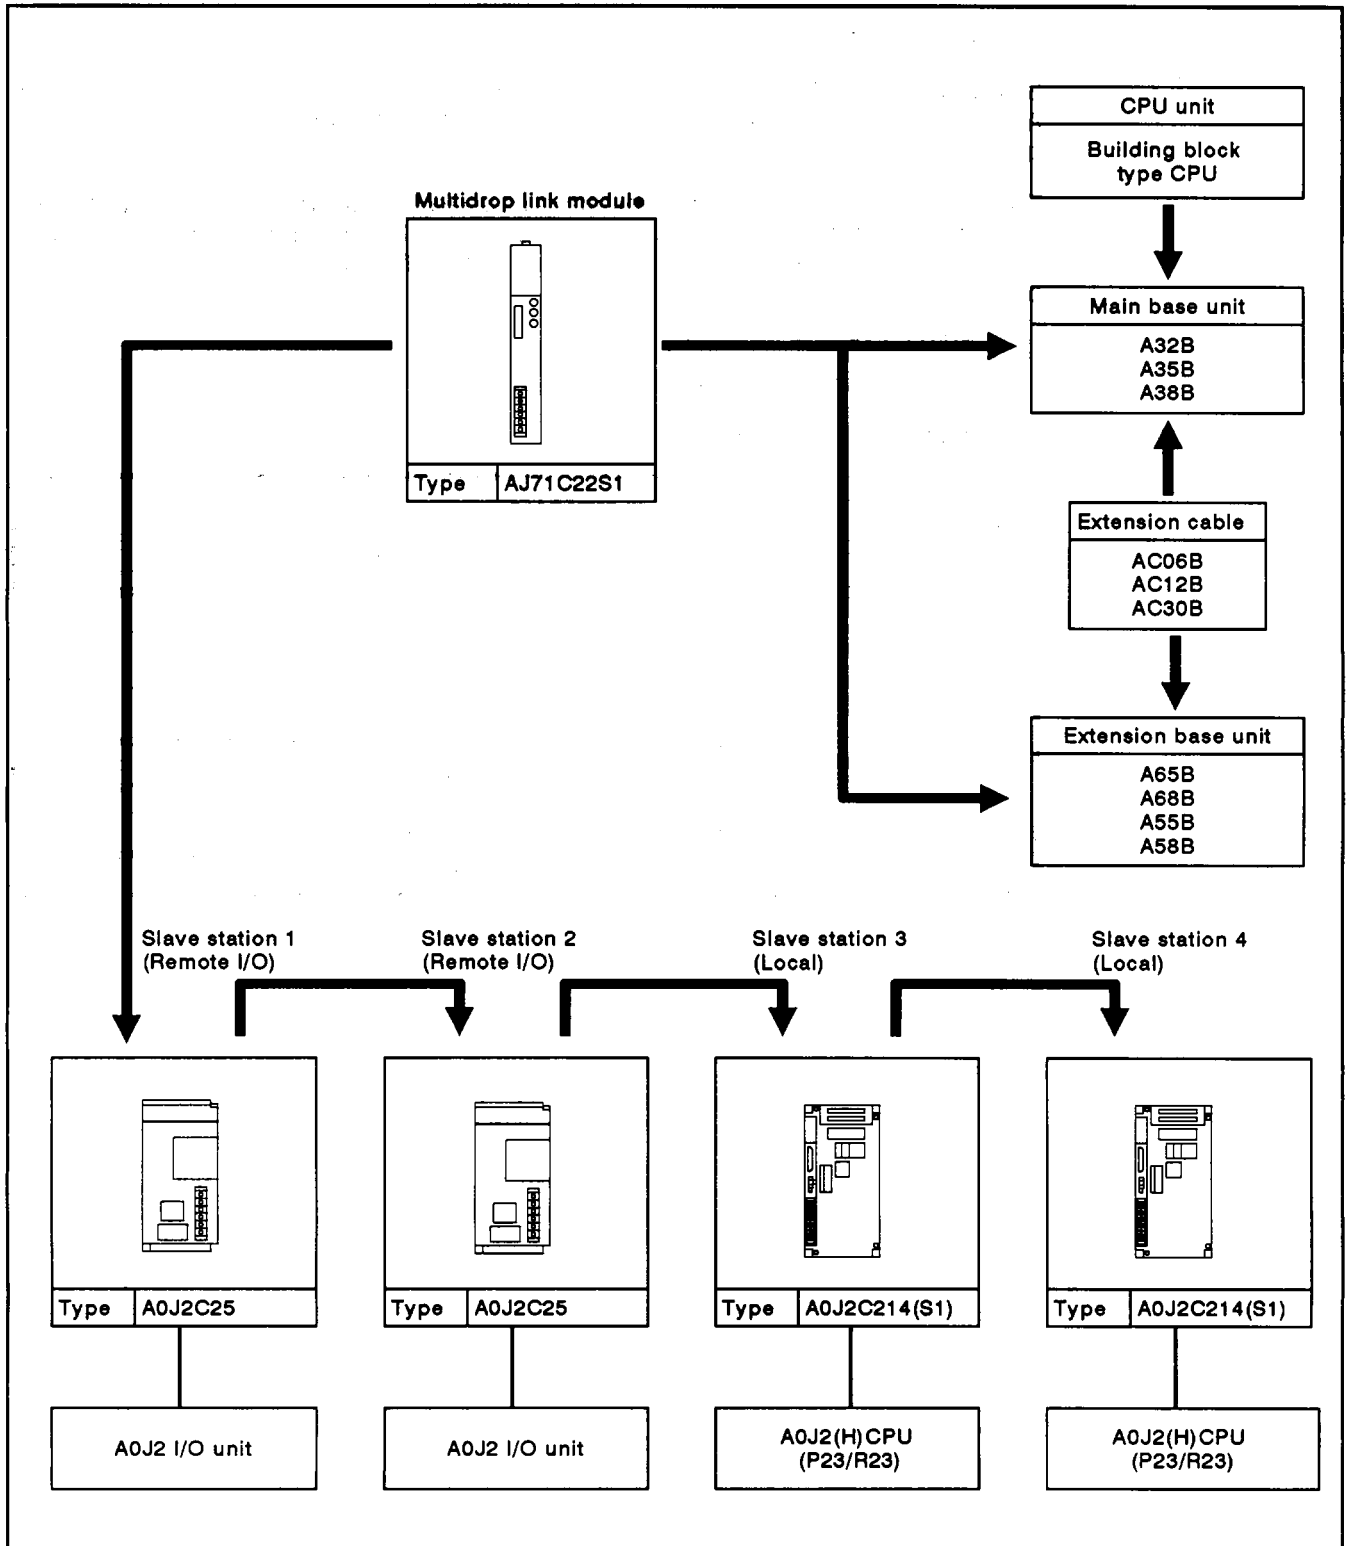 CPU unit
Building block
type CPU
Multidrop link module
Type AJ71C22S1
Main base unit
A32B
A35B
A38B
Extension cable
AC06B
AC12B
AC30B
Extension base unit
A65B
A68B
A55B
A58B
Slave station 1
(Remote I/O)
Slave station 2
(Remote I/O)
Slave station 3
(Local)
Slave station 4
(Local)
Type A0J2C25
Type A0J2C25
Type A0J2C214(S1)
Type A0J2C214(S1)
A0J2 I/O unit
A0J2 I/O unit
A0J2(H)CPU
(P23/R23)
A0J2(H)CPU
(P23/R23)